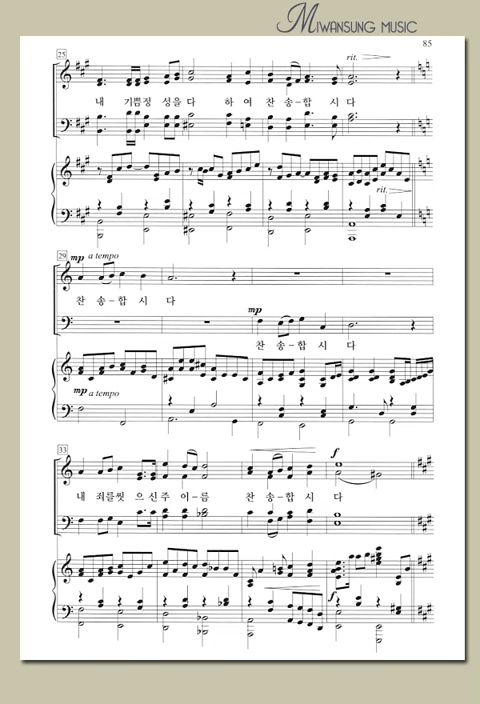 MIWANSUNG MUSIC
85
25
rit.
내 기쁨정 성을다 하여찬송-합 시다
rit.
29
mp a tempo
찬 송-합 시 다
mp
찬 송-합 시 다
mp a tempo
33
f
내 죄를씻 으신주 이-름 찬 송-합 시 다
f